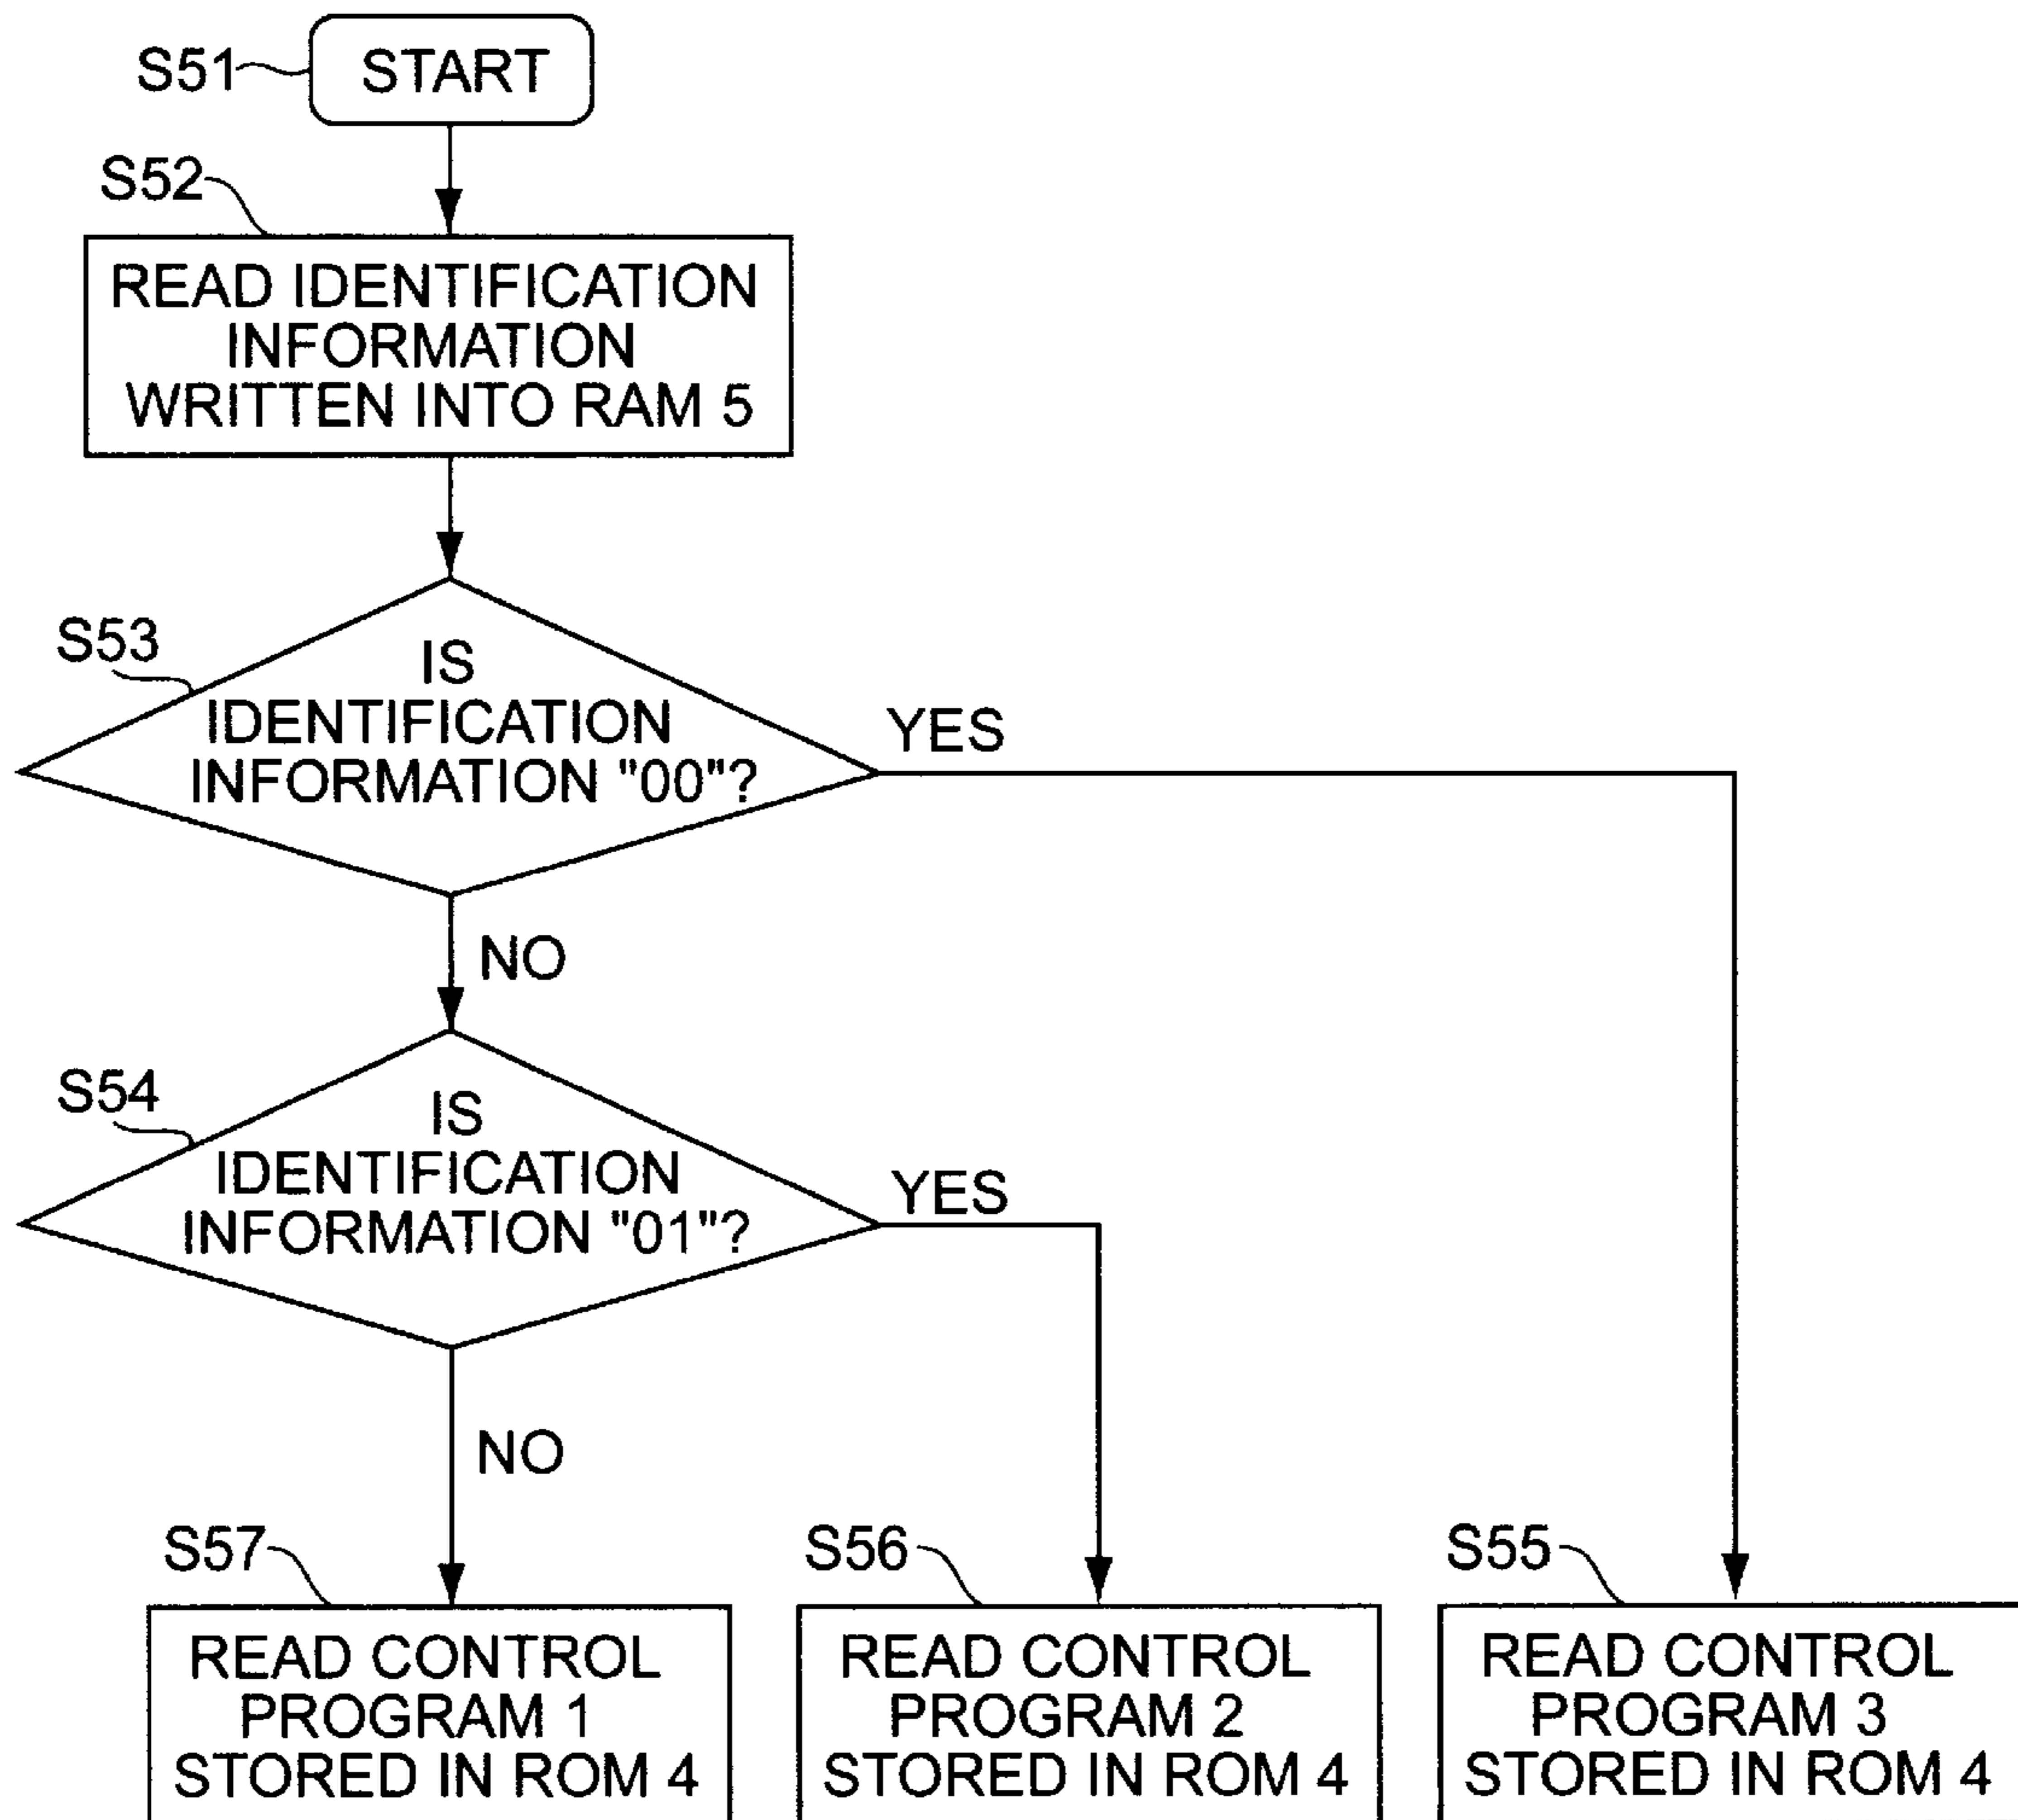 S51
START
S52
READ IDENTIFICATION
INFORMATION
WRITTEN INTO RAM 5
S53
IS
IDENTIFICATION
INFORMATION "00"?
YES
NO
S54
IS
IDENTIFICATION
INFORMATION "01"?
YES
NO
S57
READ CONTROL
PROGRAM 1
STORED IN ROM 4
S56
READ CONTROL
PROGRAM 2
STORED IN ROM 4
S55
READ CONTROL
PROGRAM 3
STORED IN ROM 4